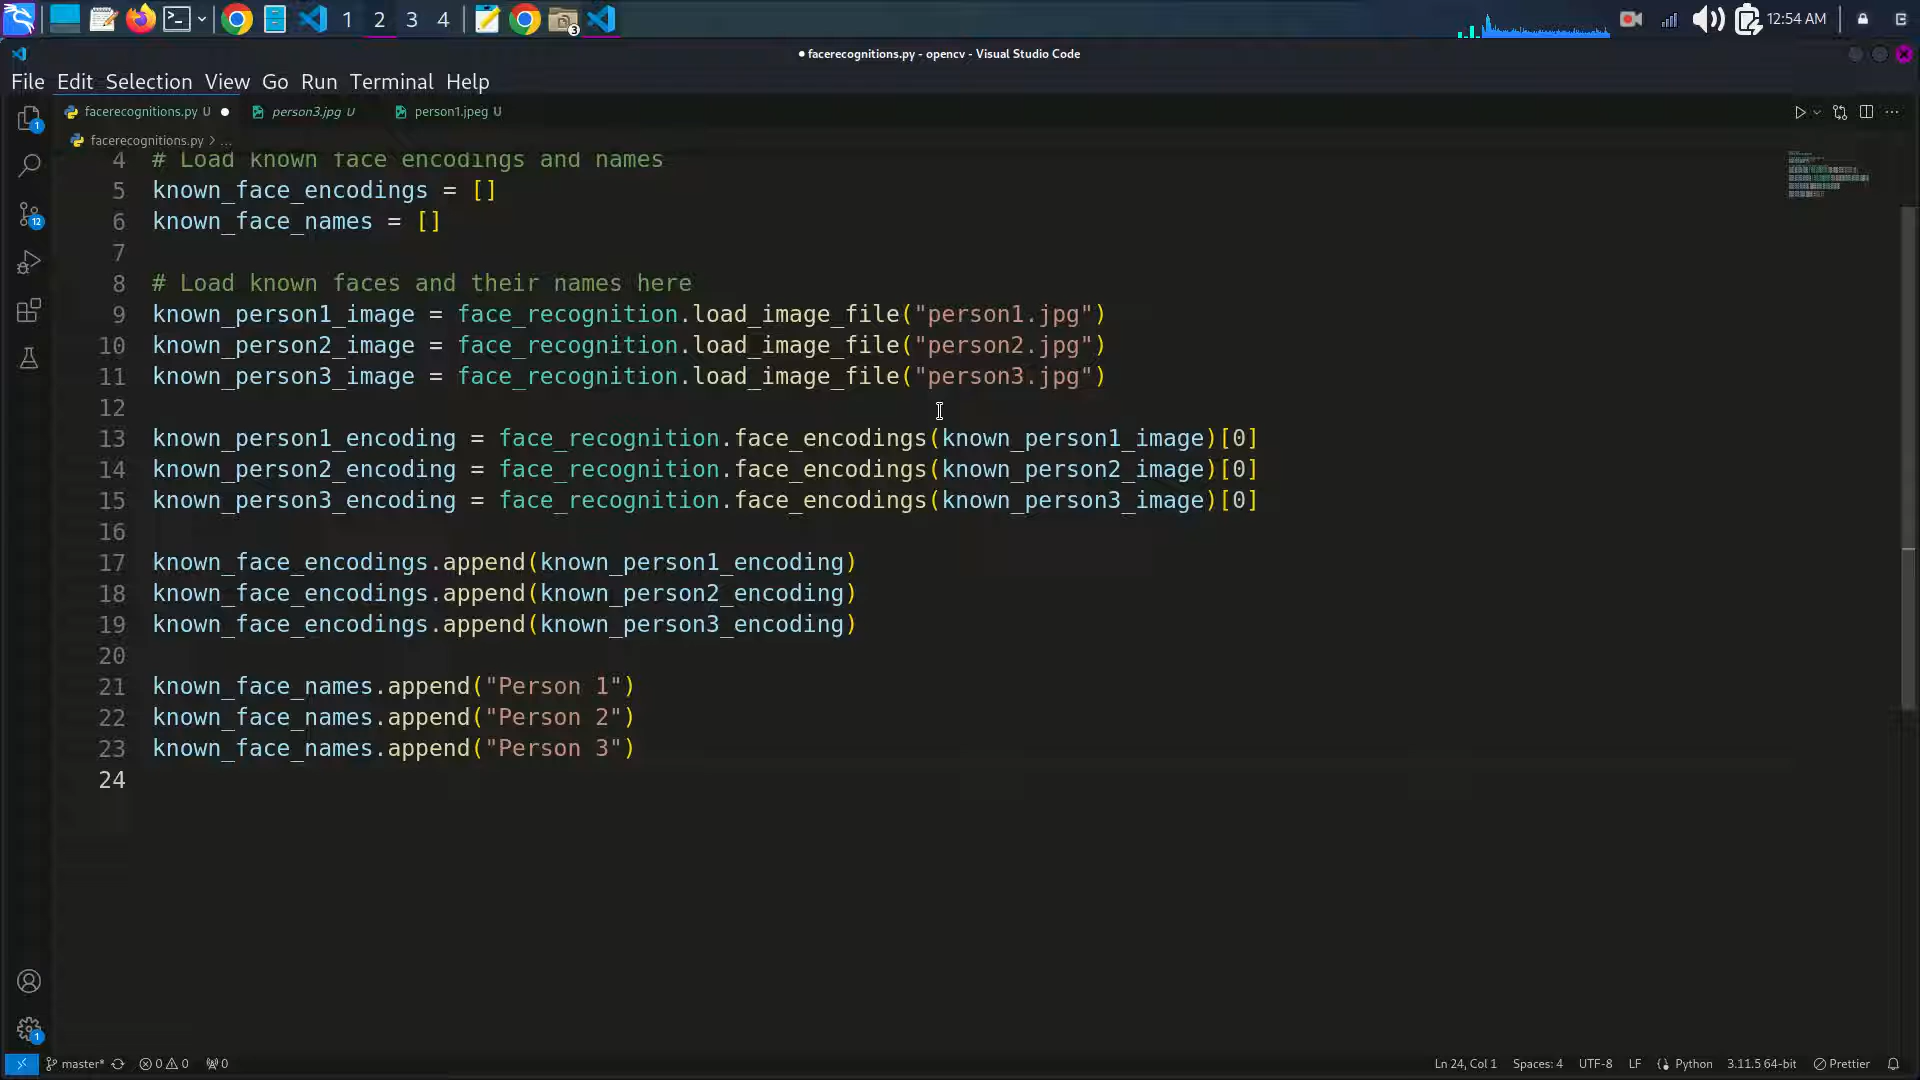 1 2 3 4
3
12:54 AM
facerecognitions.py - opencv - Visual Studio Code
File Edit Selection View Go Run Terminal Help
facerecognitions.py U person3.jpg U person1.jpeg U
facerecognitions.py > ...
4 # Load known face encodings and names
5 known_face_encodings = []
6 known_face_names = []
7
8 # Load known faces and their names here
9 known_person1_image = face_recognition.load_image_file("person1.jpg")
10 known_person2_image = face_recognition.load_image_file("person2.jpg")
11 known_person3_image = face_recognition.load_image_file("person3.jpg")
12
13 known_person1_encoding = face_recognition.face_encodings(known_person1_image)[0]
14 known_person2_encoding = face_recognition.face_encodings(known_person2_image)[0]
15 known_person3_encoding = face_recognition.face_encodings(known_person3_image)[0]
16
17 known_face_encodings.append(known_person1_encoding)
18 known_face_encodings.append(known_person2_encoding)
19 known_face_encodings.append(known_person3_encoding)
20
21 known_face_names.append("Person 1")
22 known_face_names.append("Person 2")
23 known_face_names.append("Person 3")
24
1
12
1
master* 0 0 0 Ln 24, Col 1 Spaces: 4 UTF-8 LF Python 3.11.5 64-bit Prettier